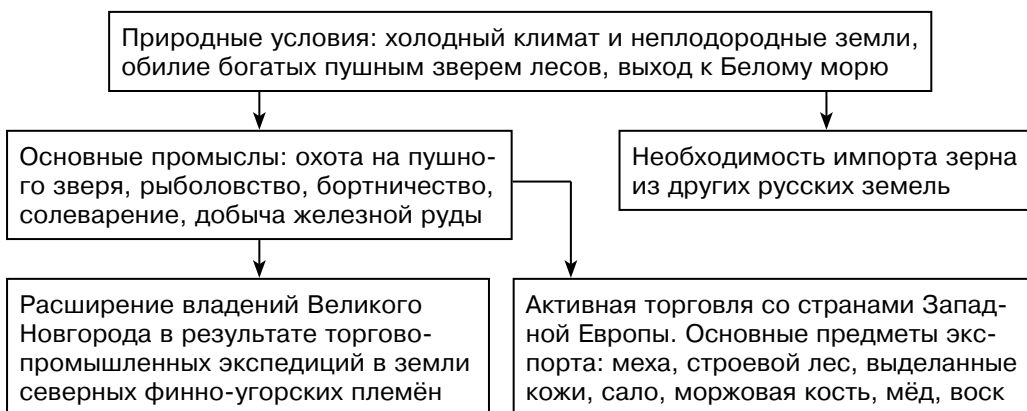 Природные условия: холодный климат и неплодородные земли,
обилие богатых пушным зверем лесов, выход к Белому морю
Основные промыслы: охота на пушно-
го зверя, рыболовство, бортничество,
солеварение, добыча железной руды
Необходимость импорта зерна
из других русских земель
Расширение владений Великого
Новгорода в результате торгово-
промышленных экспедиций в земли
северных финно-угорских племён
Активная торговля со странами Запад-
ной Европы. Основные предметы экс-
порта: меха, строевой лес, выделанные
кожи, сало, моржовая кость, мёд, воск